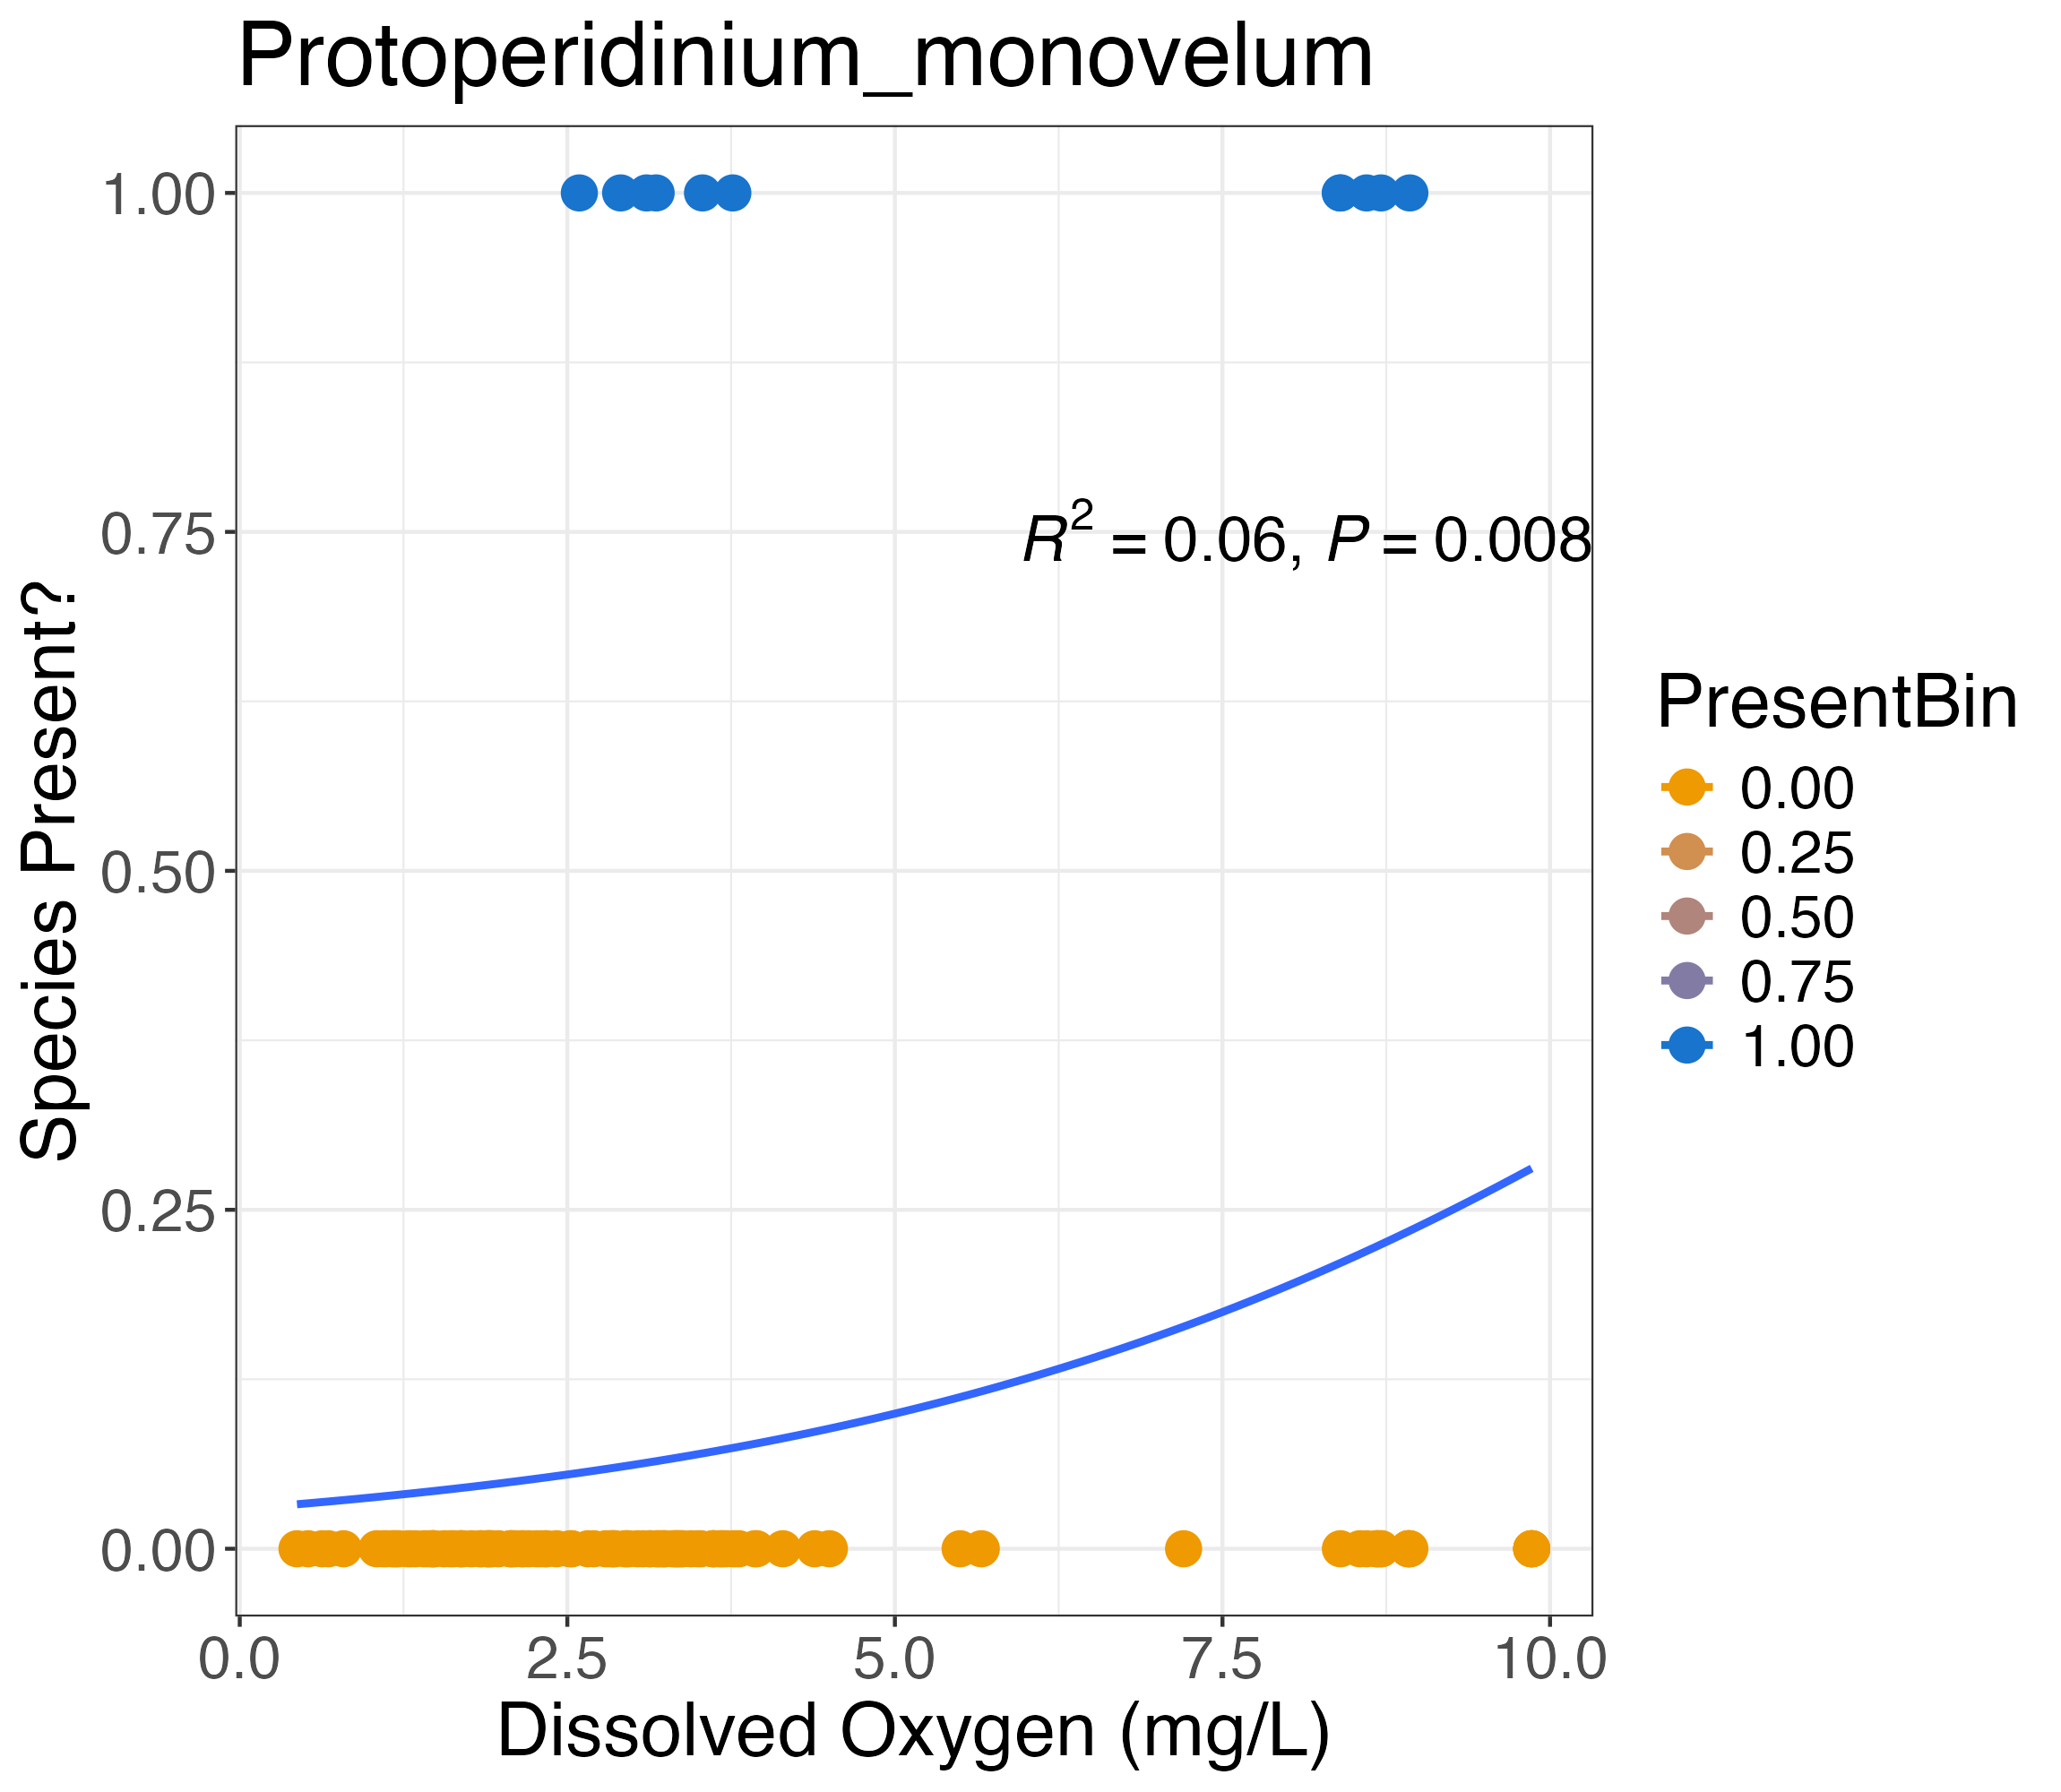 Protoperidinium_monovelum
1.00
0.75
0.50
0.25
0.00
Species Present?
R² = 0.06, P = 0.008
0.0 2.5 5.0 7.5 10.0
Dissolved Oxygen (mg/L)
PresentBin
0.00
0.25
0.50
0.75
1.00